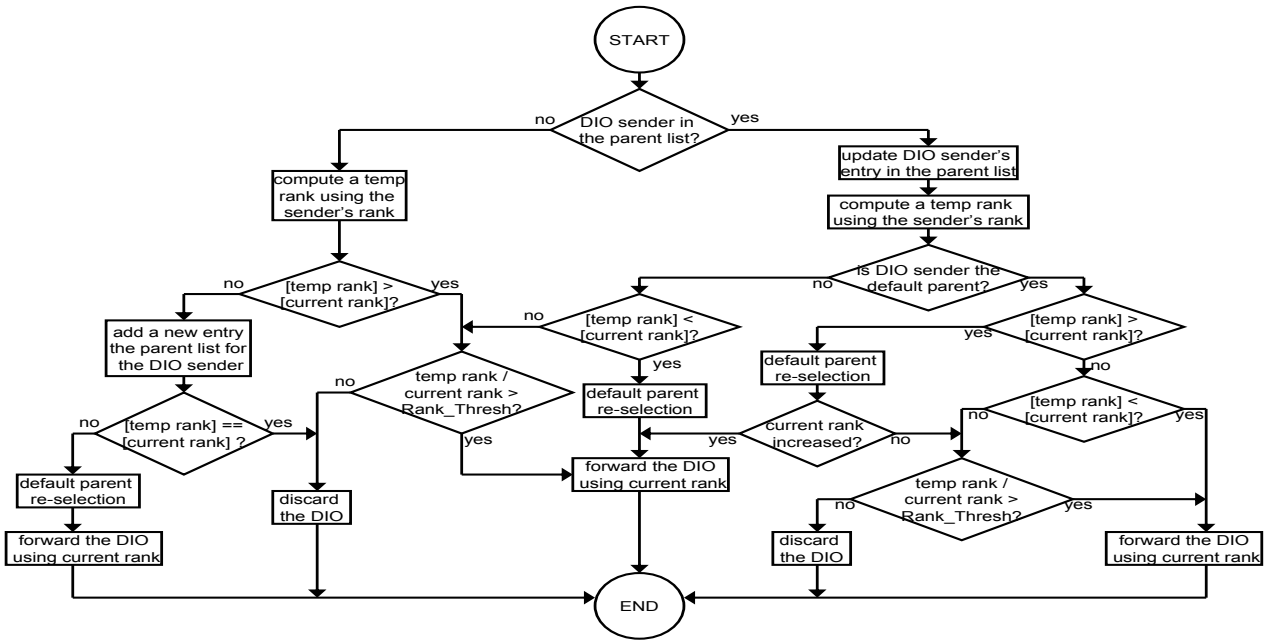 START
DIO sender in
the parent list?
no
yes
compute a temp
rank using the
sender's rank
update DIO sender's
entry in the parent list
compute a temp rank
using the sender's rank
[temp rank] >
[current rank]?
no
yes
is DIO sender the
default parent?
no
yes
add a new entry
the parent list for
the DIO sender
[temp rank] <
[current rank]?
no
yes
[temp rank] >
[current rank]?
yes
no
temp rank /
current rank >
Rank_Thresh?
no
yes
default parent
re-selection
default parent
re-selection
[temp rank] <
[current rank]?
no
yes
[temp rank] ==
[current rank] ?
no
yes
current rank
increased?
yes
no
default parent
re-selection
discard
the DIO
forward the DIO
using current rank
temp rank /
current rank >
Rank_Thresh?
no
yes
forward the DIO
using current rank
discard
the DIO
forward the DIO
using current rank
END